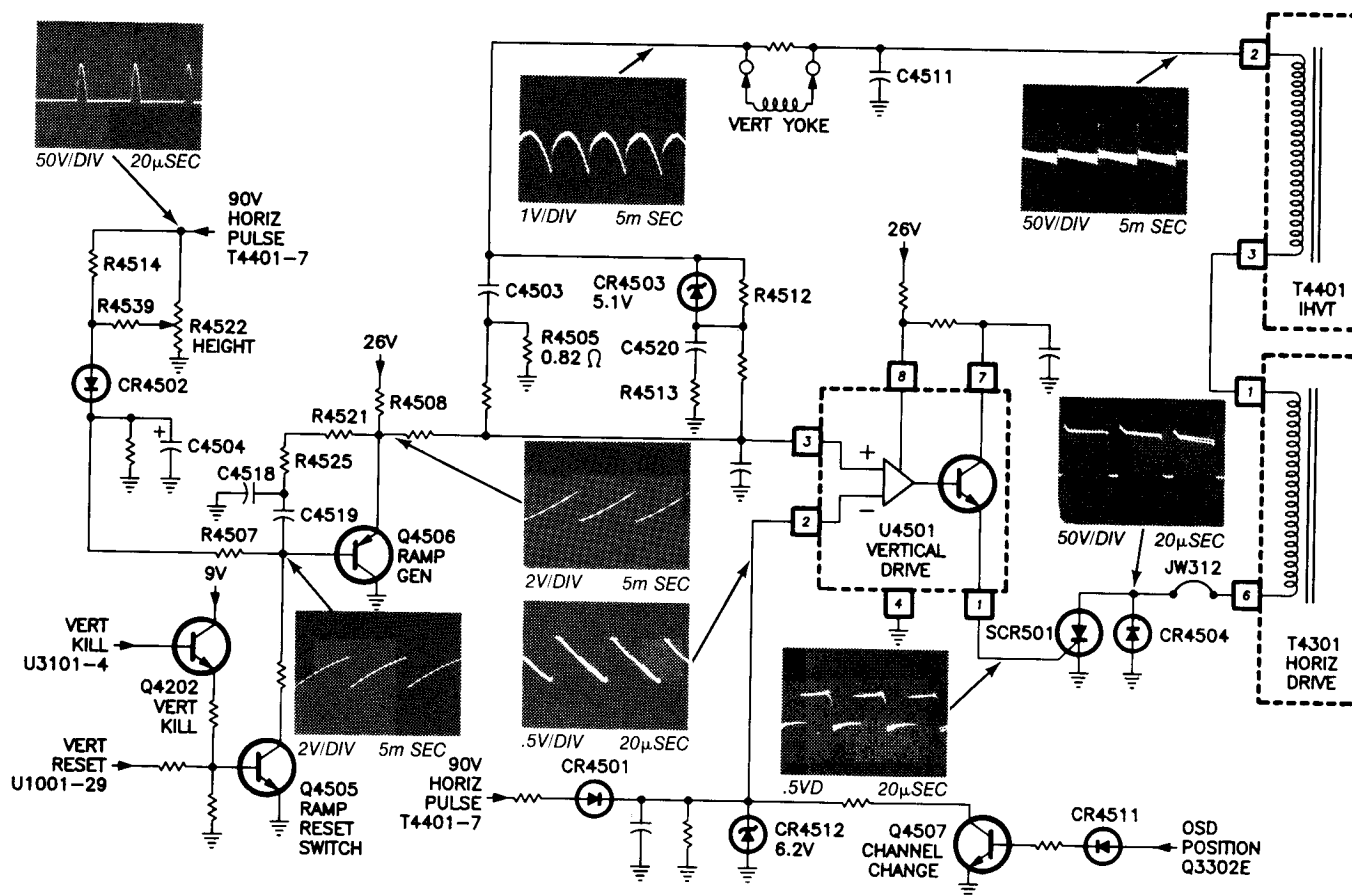 50V/DIV 20μSEC
90V
HORIZ
PULSE
T4401-7
R4514
R4539
R4522
HEIGHT
CR4502
C4504
26V
R4521
R4508
R4525
C4518
C4519
R4507
Q4506
RAMP
GEN
9V
VERT
KILL
U3101-4
Q4202
VERT
KILL
VERT
RESET
U1001-29
Q4505
RAMP
RESET
SWITCH
2V/DIV 5m SEC
1V/DIV 5m SEC
VERT YOKE
C4511
50V/DIV 5m SEC
2
3
T4401
IHVT
C4503
R4505
0.82 Ω
CR4503
5.1V
R4512
C4520
R4513
26V
8
7
3
+
−
2
U4501
VERTICAL
DRIVE
4
1
2V/DIV 5m SEC
.5V/DIV 20μSEC
50V/DIV 20μSEC
JW312
1
6
T4301
HORIZ
DRIVE
SCR501
CR4504
.5VD 20μSEC
90V
HORIZ
PULSE
T4401-7
CR4501
CR4512
6.2V
Q4507
CHANNEL
CHANGE
CR4511
OSD
POSITION
Q3302E